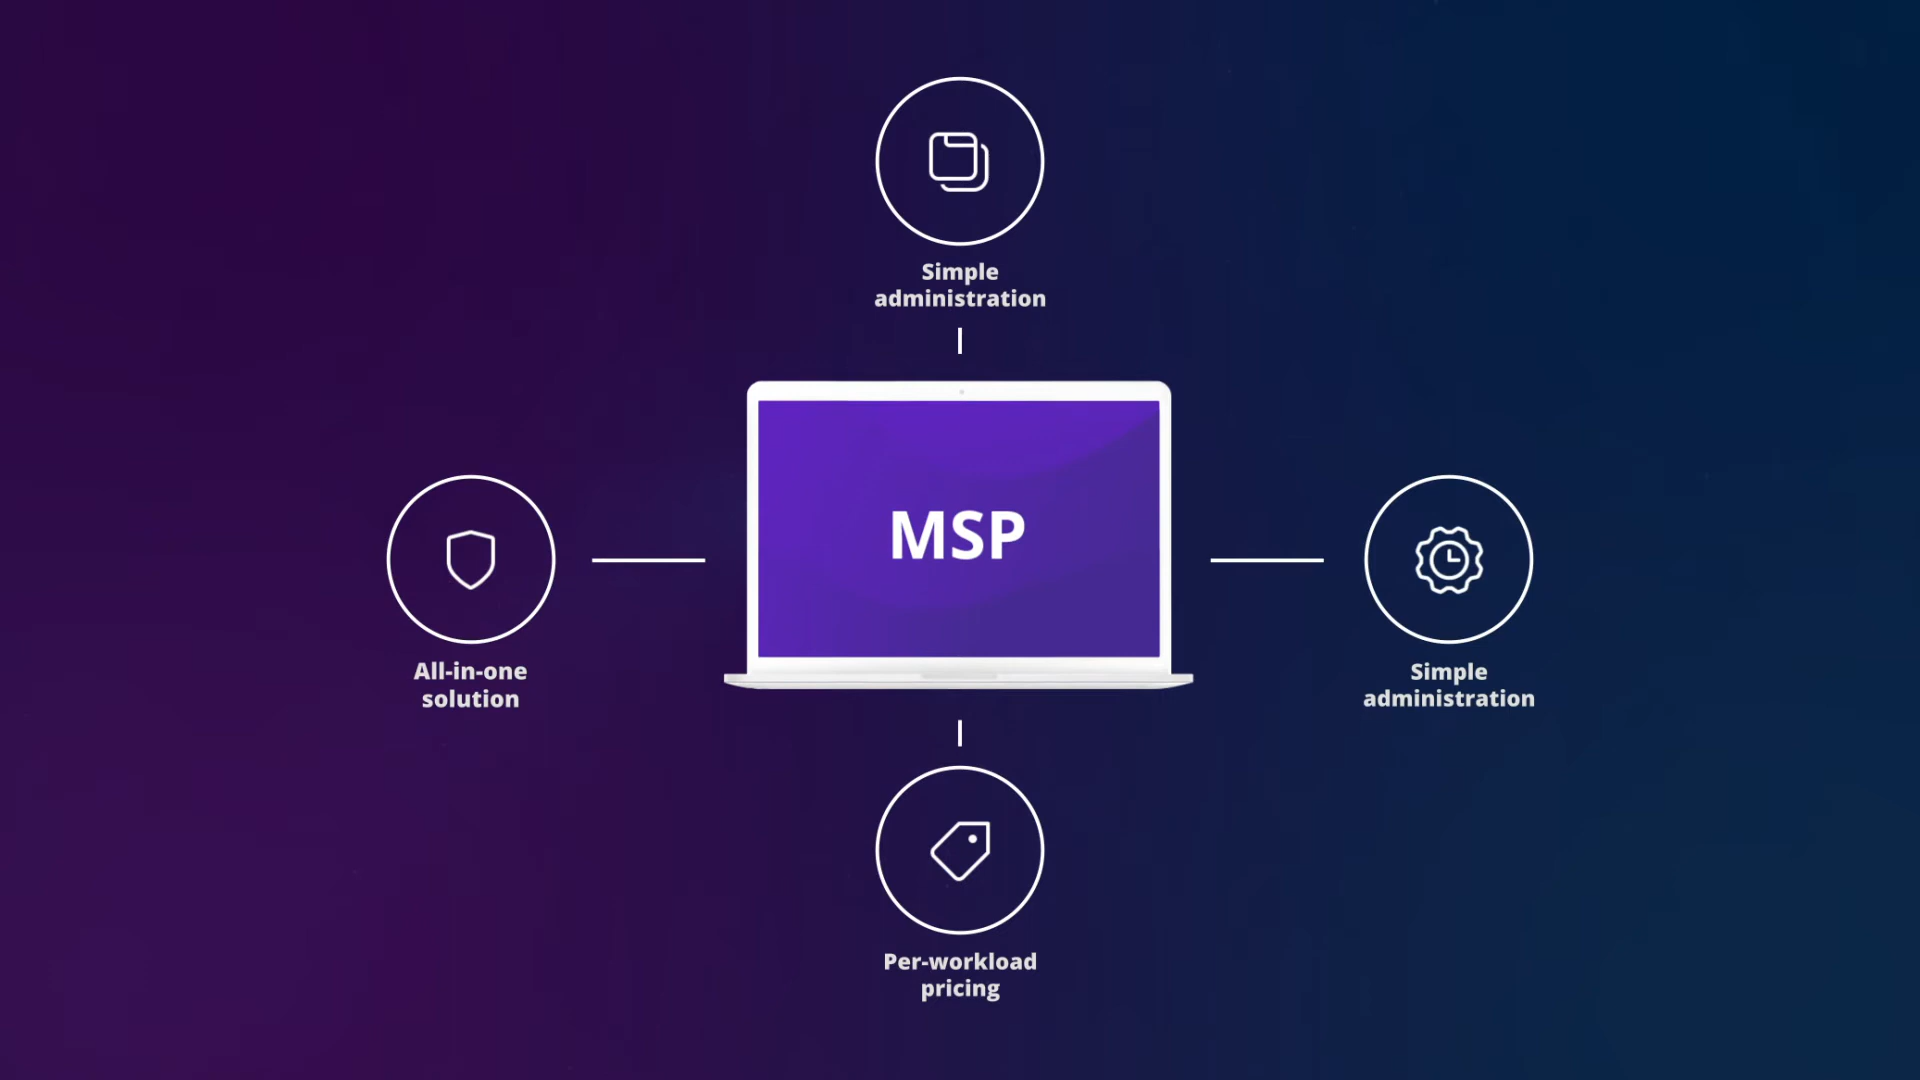 Simple
administration
MSP
All-in-one
solution
Simple
administration
Per-workload
pricing